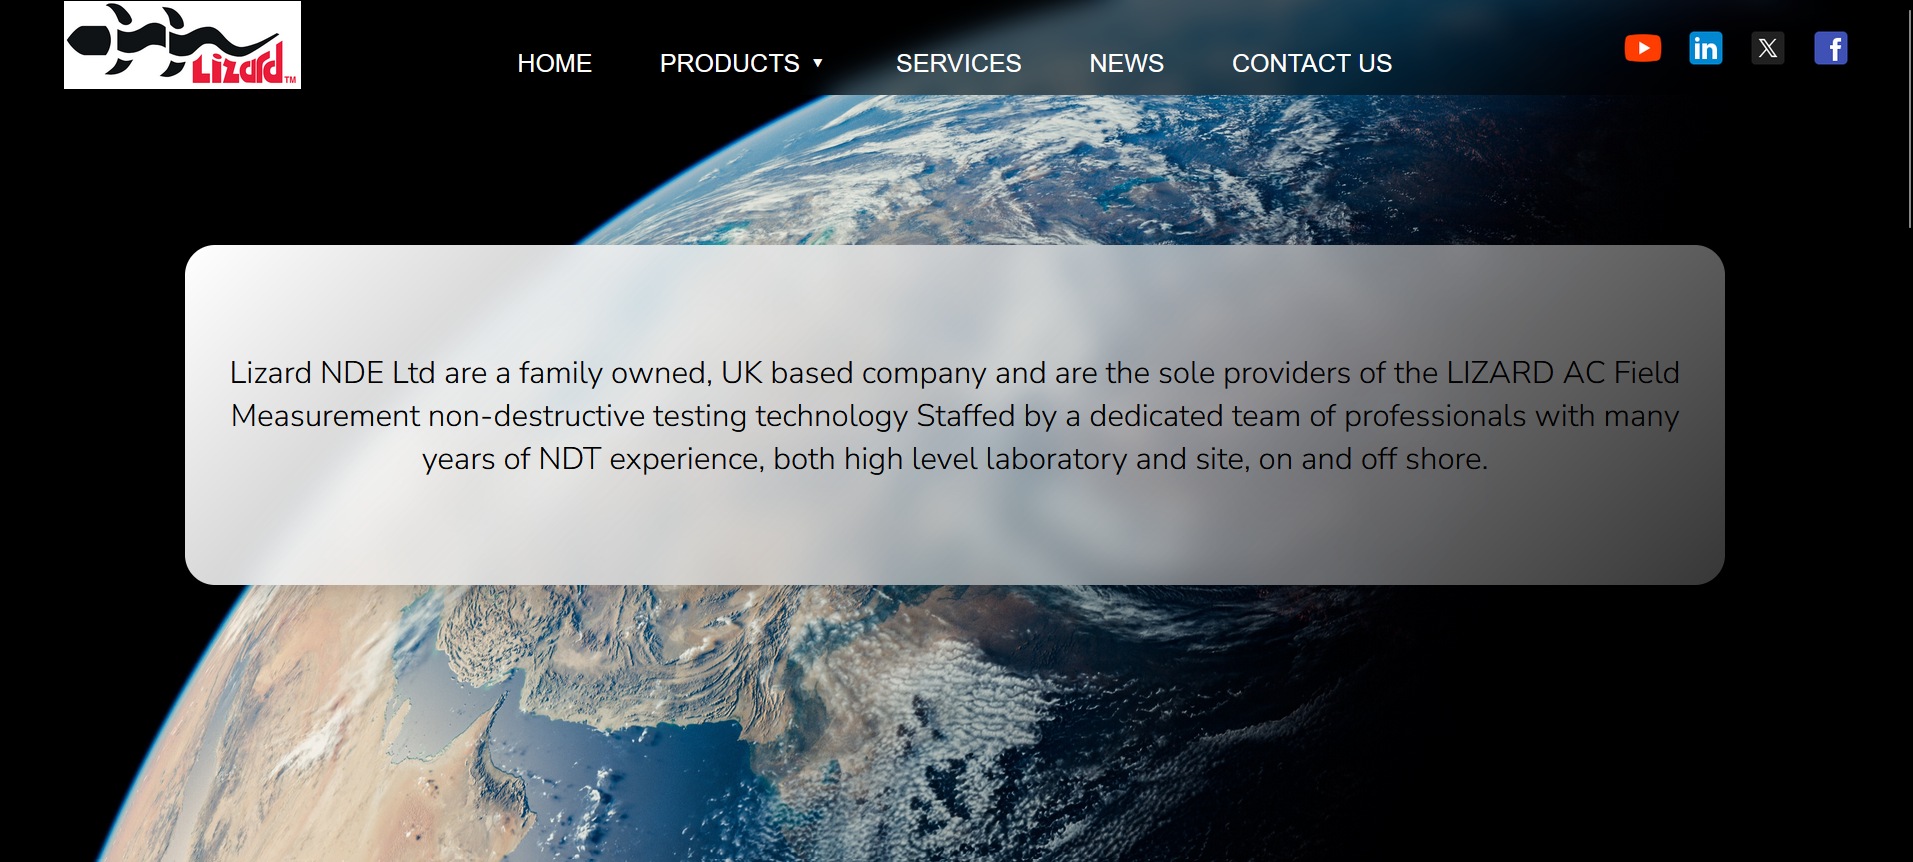 Lizard TM
HOME PRODUCTS ▼ SERVICES NEWS CONTACT US
in X f
Lizard NDE Ltd are a family owned, UK based company and are the sole providers of the LIZARD AC Field
Measurement non-destructive testing technology Staffed by a dedicated team of professionals with many
years of NDT experience, both high level laboratory and site, on and off shore.